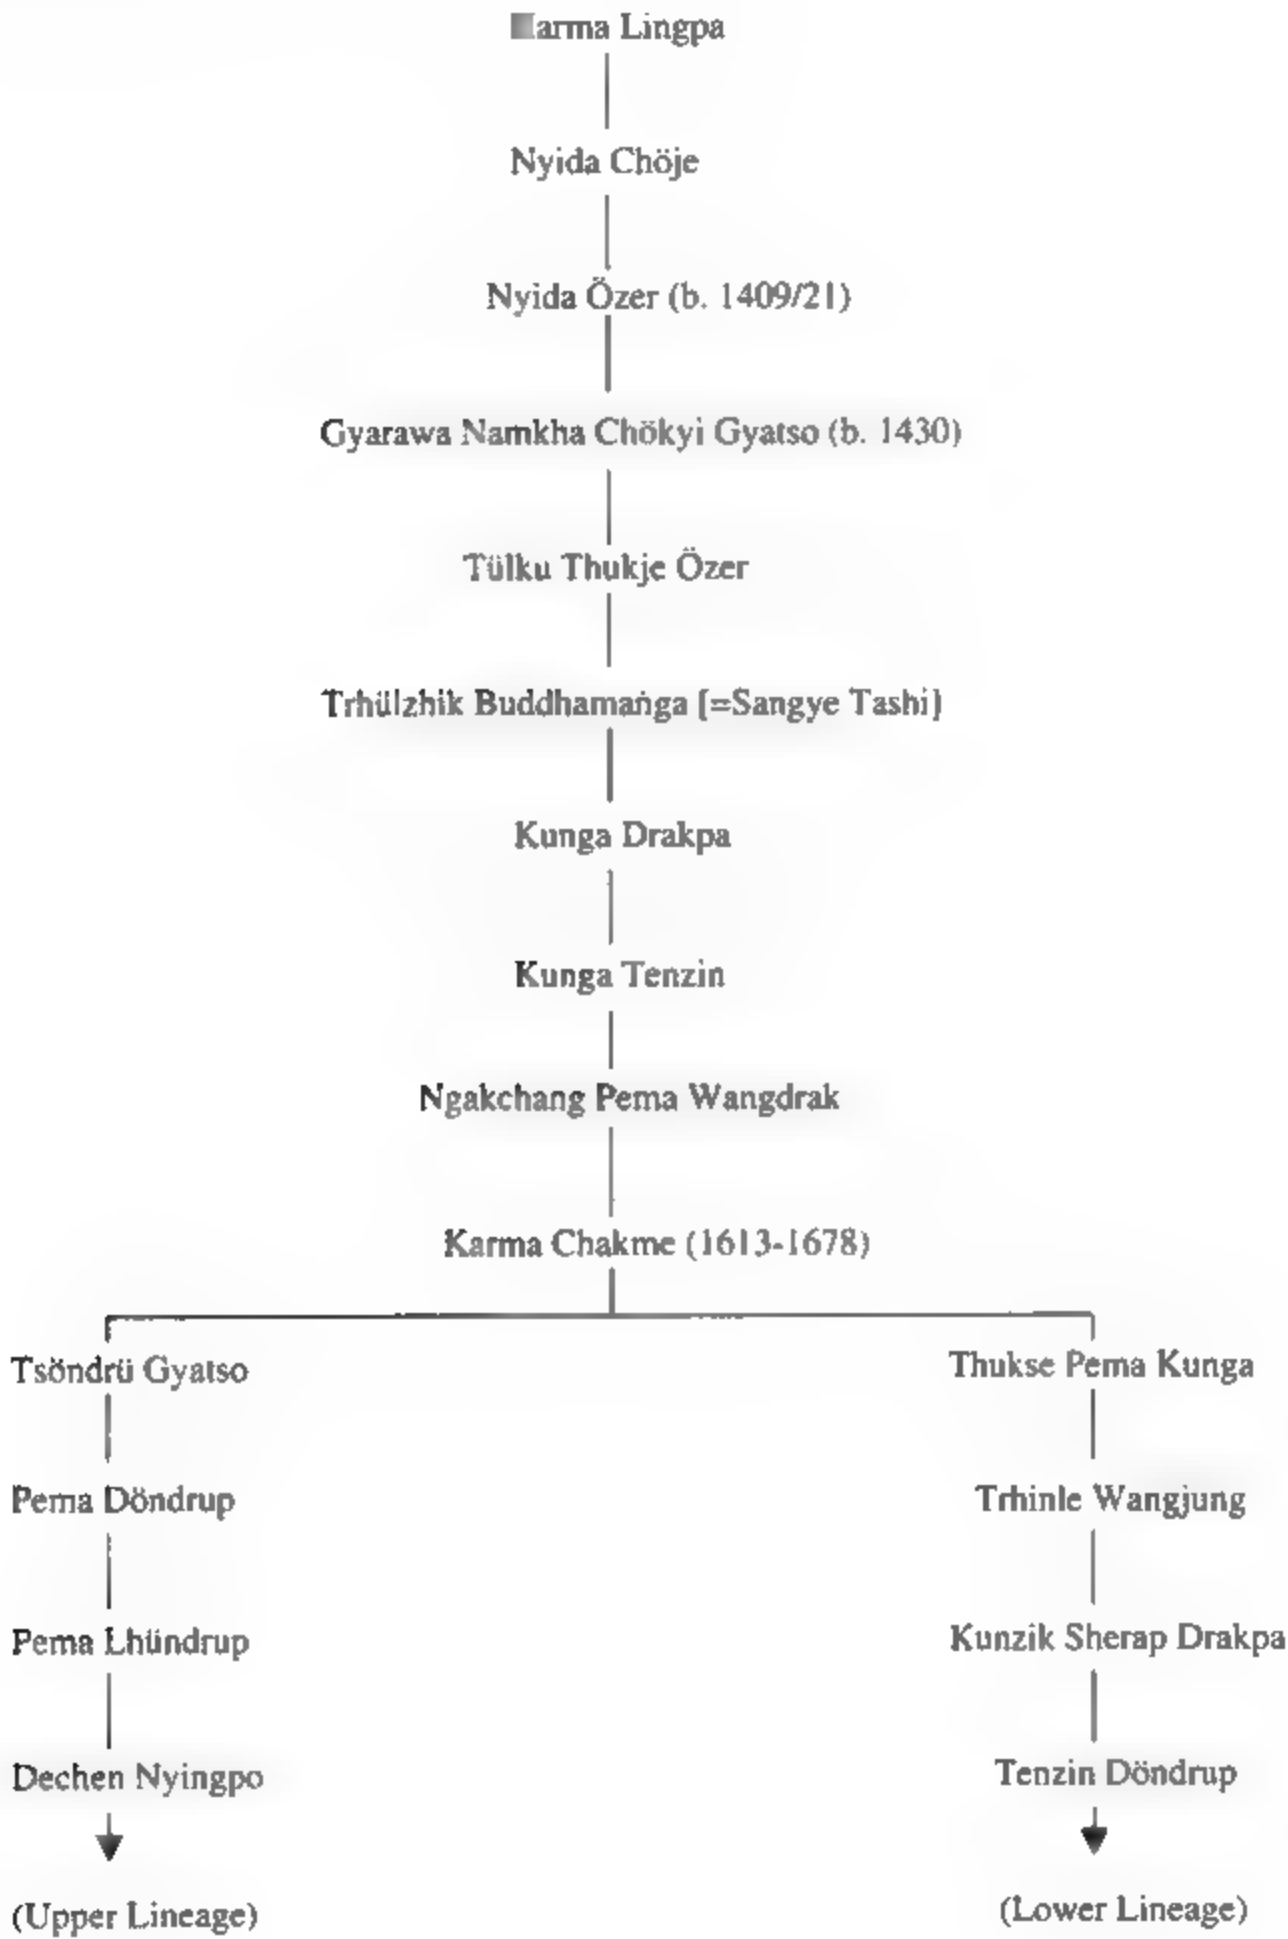 Karma Lingpa
Nyida Chöje
Nyida Özer (b. 1409/21)
Gyarawa Namkha Chökyi Gyatso (b. 1430)
Tülku Thukje Özer
Trhülzhik Buddhamaṅga [=Sangye Tashi]
Kunga Drakpa
Kunga Tenzin
Ngakchang Pema Wangdrak
Karma Chakme (1613-1678)
Tsöndrü Gyatso
Thukse Pema Kunga
Pema Döndrup
Trhinle Wangjung
Pema Lhündrup
Kunzik Sherap Drakpa
Dechen Nyingpo
Tenzin Döndrup
(Upper Lineage)
(Lower Lineage)